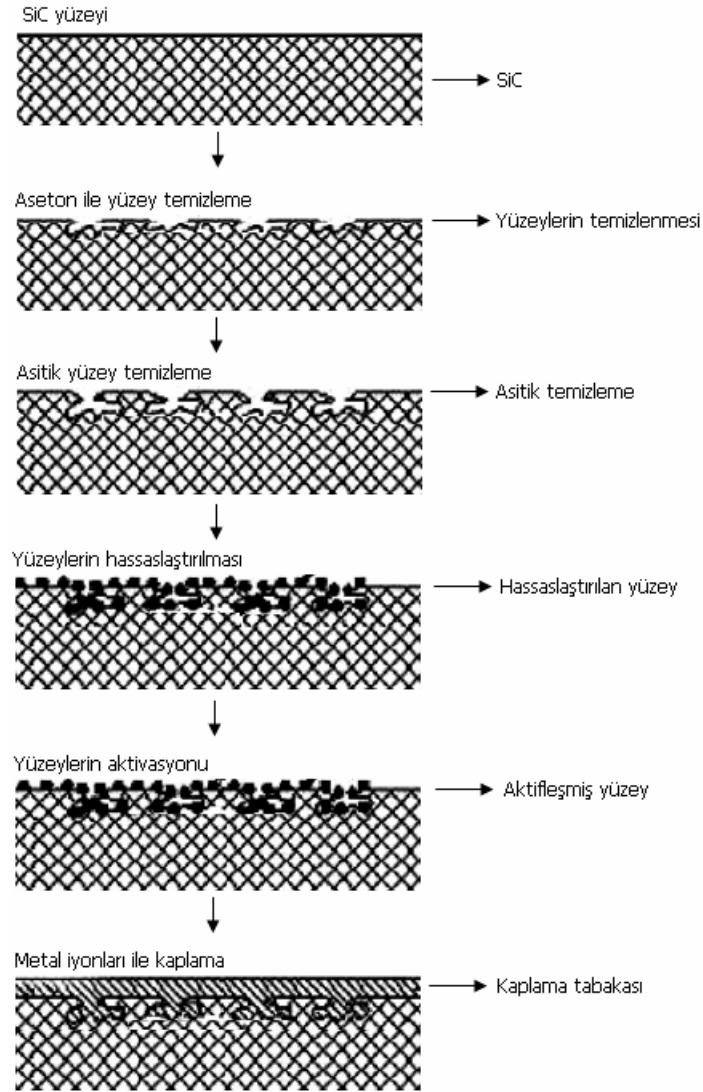 SiC yüzeyi
SiC
Aseton ile yüzey temizleme
Yüzeylerin temizlenmesi
Asitik yüzey temizleme
Asitik temizleme
Yüzeylerin hassaslaştırılması
Hassaslaştırılan yüzey
Yüzeylerin aktivasyonu
Aktifleşmiş yüzey
Metal iyonları ile kaplama
Kaplama tabakası